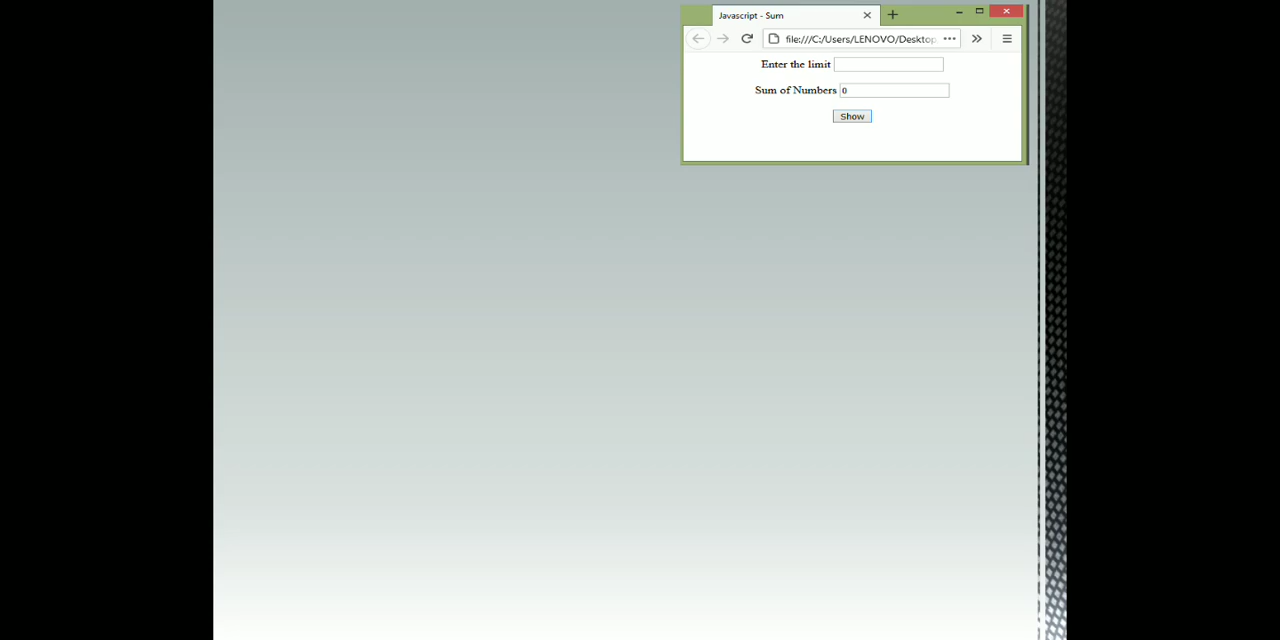 Javascript - Sum
file:///C:/Users/LENOVO/Desktop
Enter the limit
Sum of Numbers 0
Show